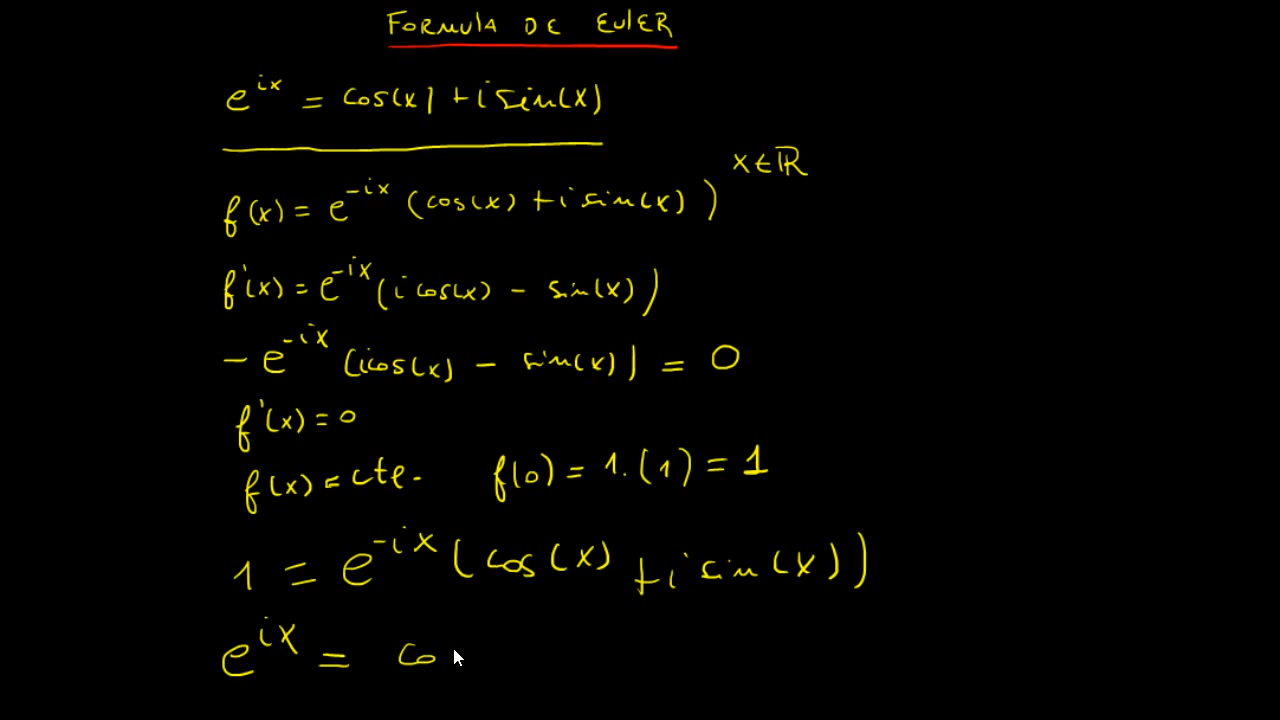 FORMULA DE EULER
e^{ix} = cos(x) + i sin(x)
x ∈ ℝ
f(x) = e^{-ix} (cos(x) + i sin(x))
f'(x) = e^{-ix} (i cos(x) - sin(x))
- e^{-ix} (i cos(x) - sin(x)) = 0
f'(x) = 0
f(x) = cte. f(0) = 1.(1) = 1
1 = e^{-ix} (cos(x) + i sin(x))
e^{ix} = co